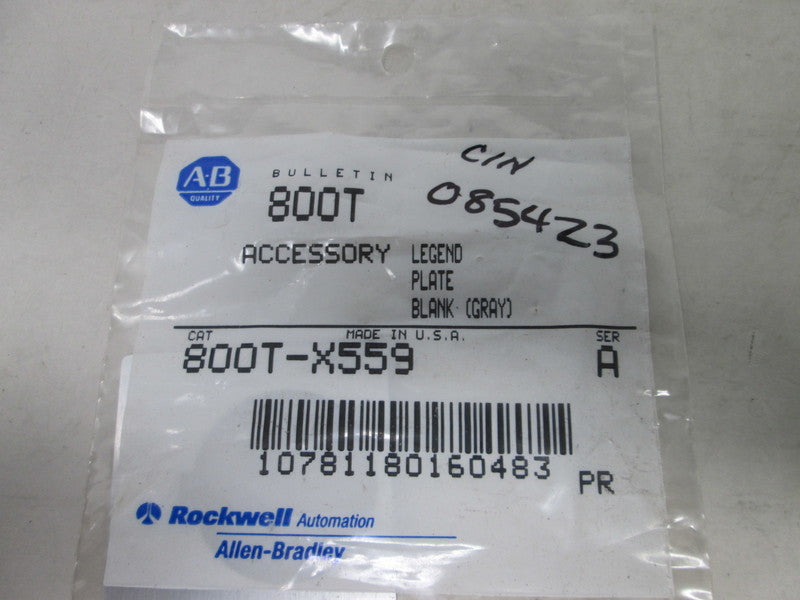 A-B
QUALITY
BULLETIN
800T
CIN
085423
ACCESSORY LEGEND
PLATE
BLANK (GRAY)
CAT MADE IN U.S.A. SER
800T-X559 A
10781180160483 PR
Rockwell Automation
Allen-Bradley